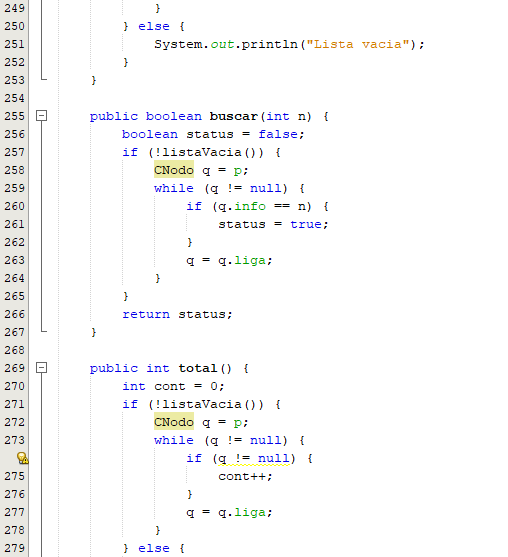 249                }
250            } else {
251                System.out.println("Lista vacia");
252            }
253        }
254
255        public boolean buscar(int n) {
256            boolean status = false;
257            if (!listaVacia()) {
258                CNodo q = p;
259                while (q != null) {
260                    if (q.info == n) {
261                        status = true;
262                    }
263                    q = q.liga;
264                }
265            }
266            return status;
267        }
268
269        public int total() {
270            int cont = 0;
271            if (!listaVacia()) {
272                CNodo q = p;
273                while (q != null) {
                    if (q != null) {
275                        cont++;
276                    }
277                    q = q.liga;
278                }
279            } else {